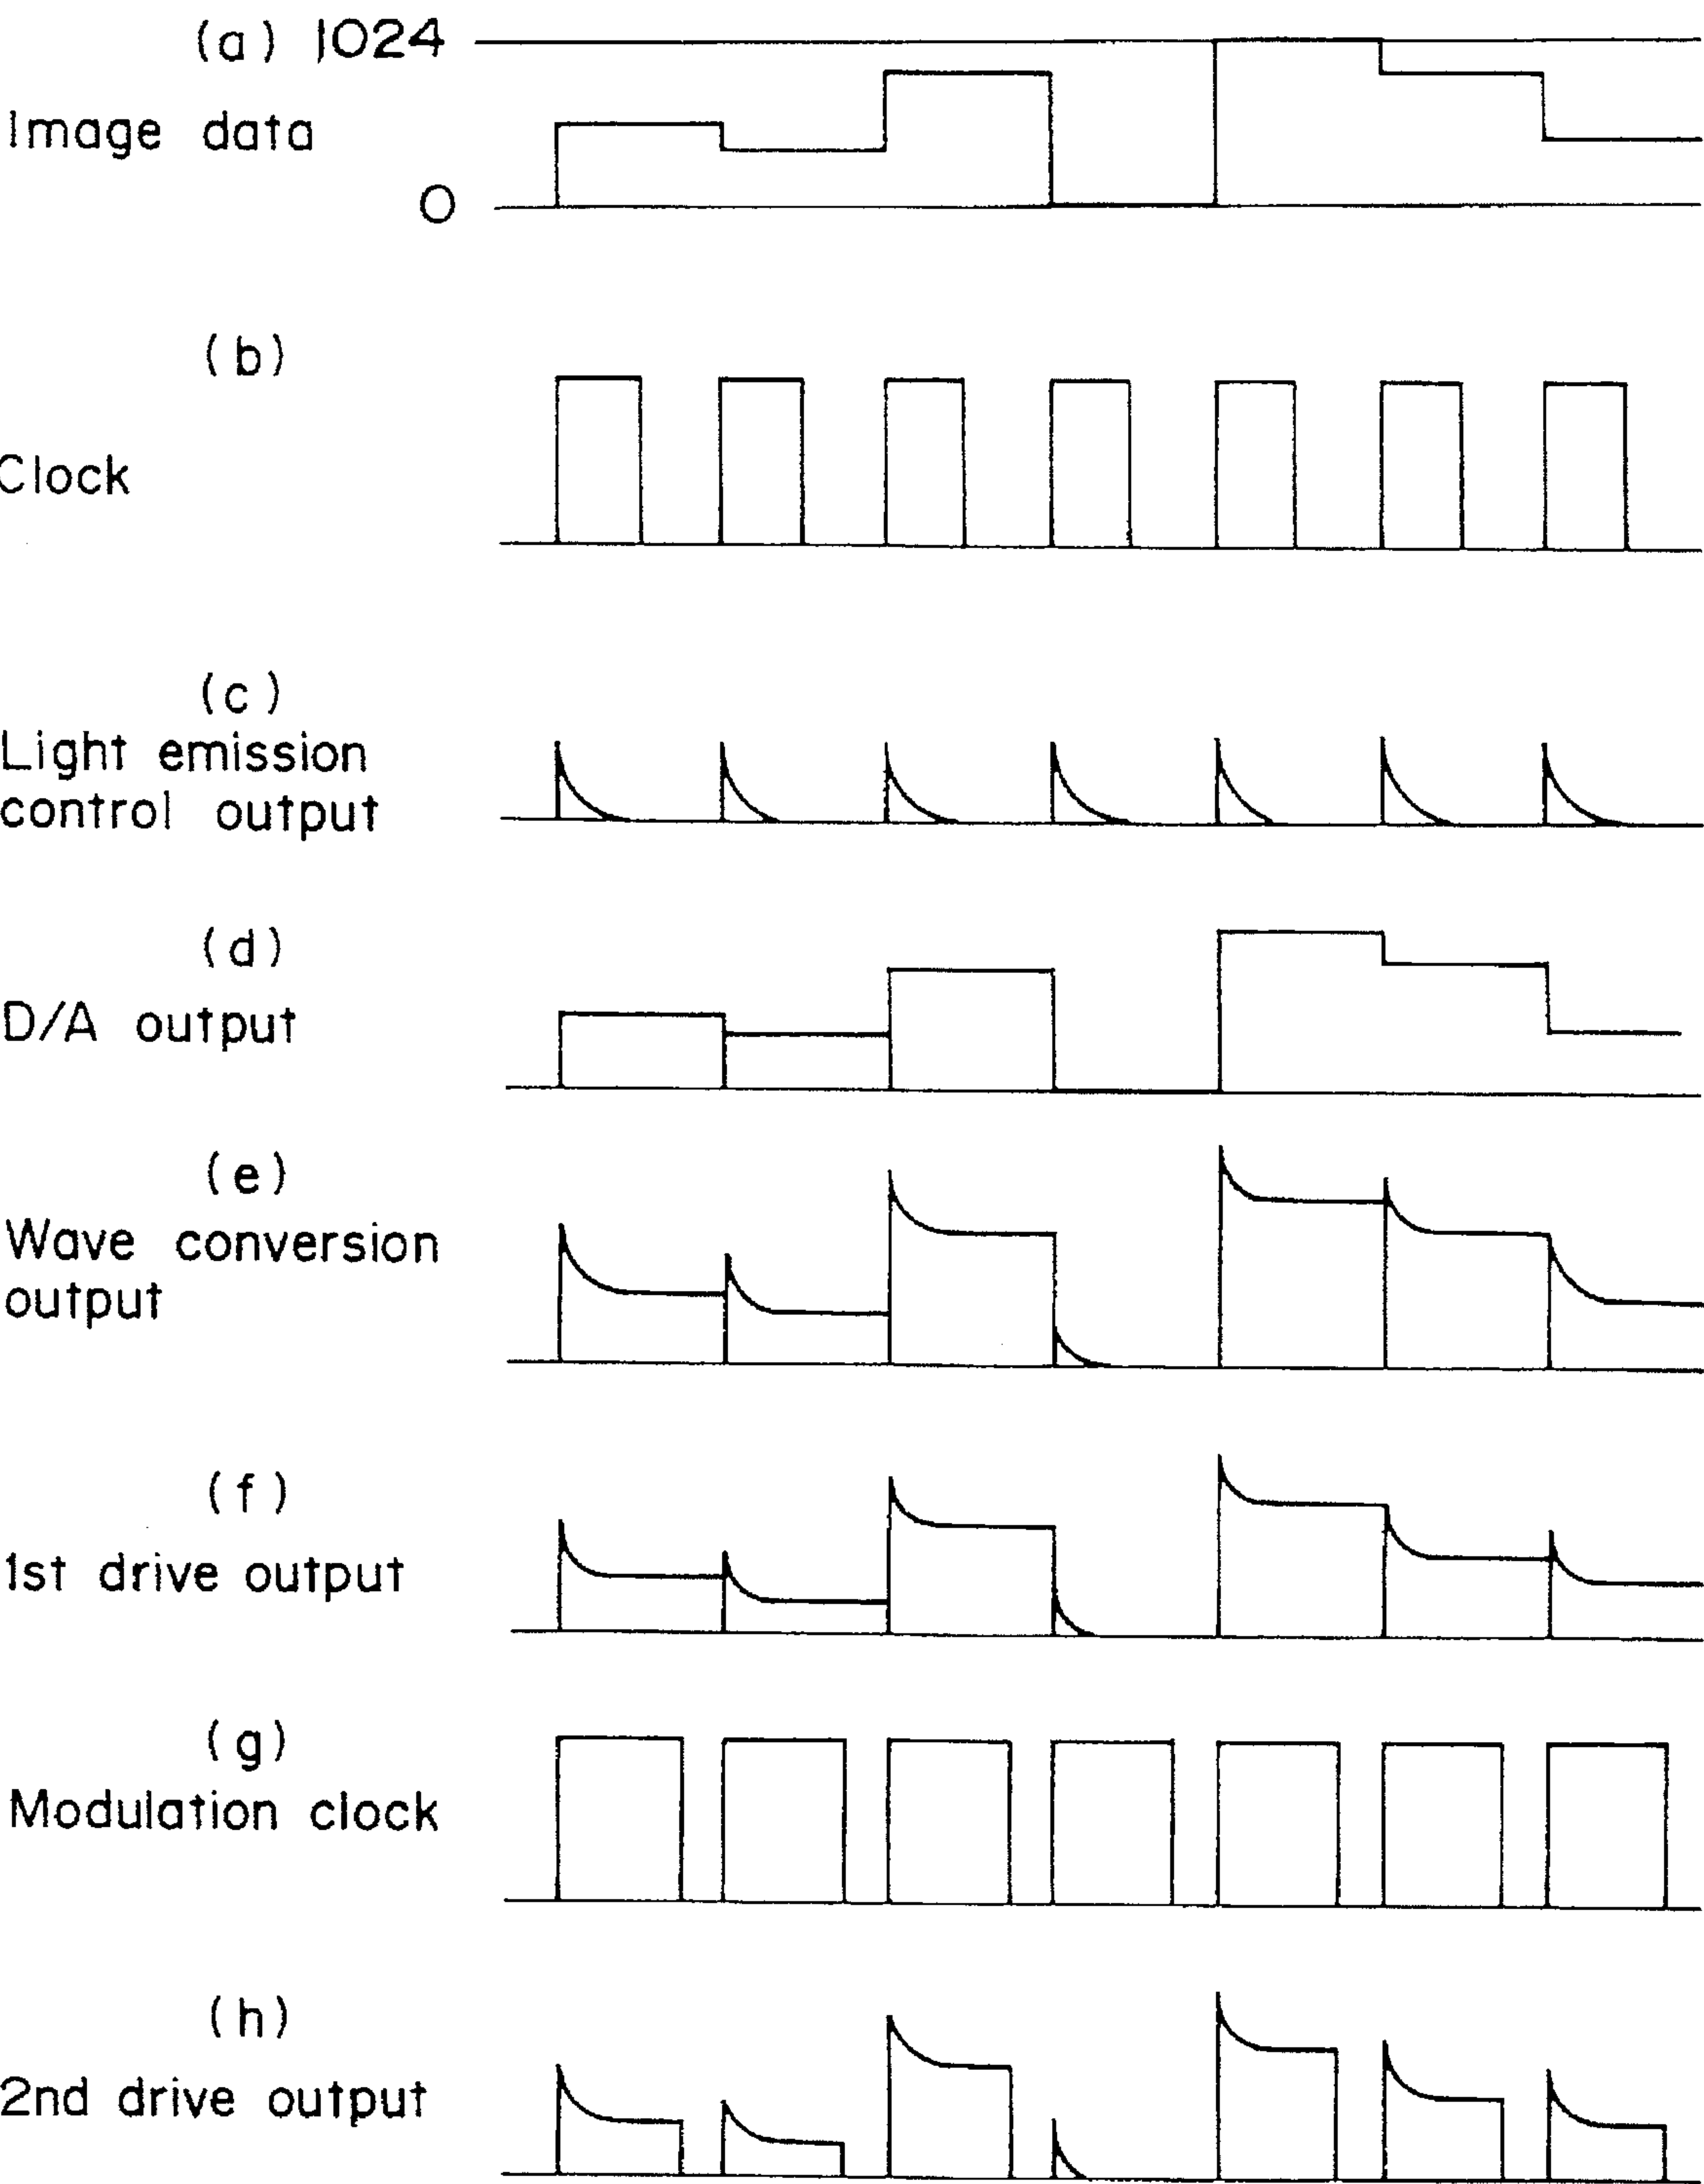 (a) 1024
Image data
0
(b)
Clock
(c)
Light emission
control output
(d)
D/A output
(e)
Wave conversion
output
(f)
1st drive output
(g)
Modulation clock
(h)
2nd drive output